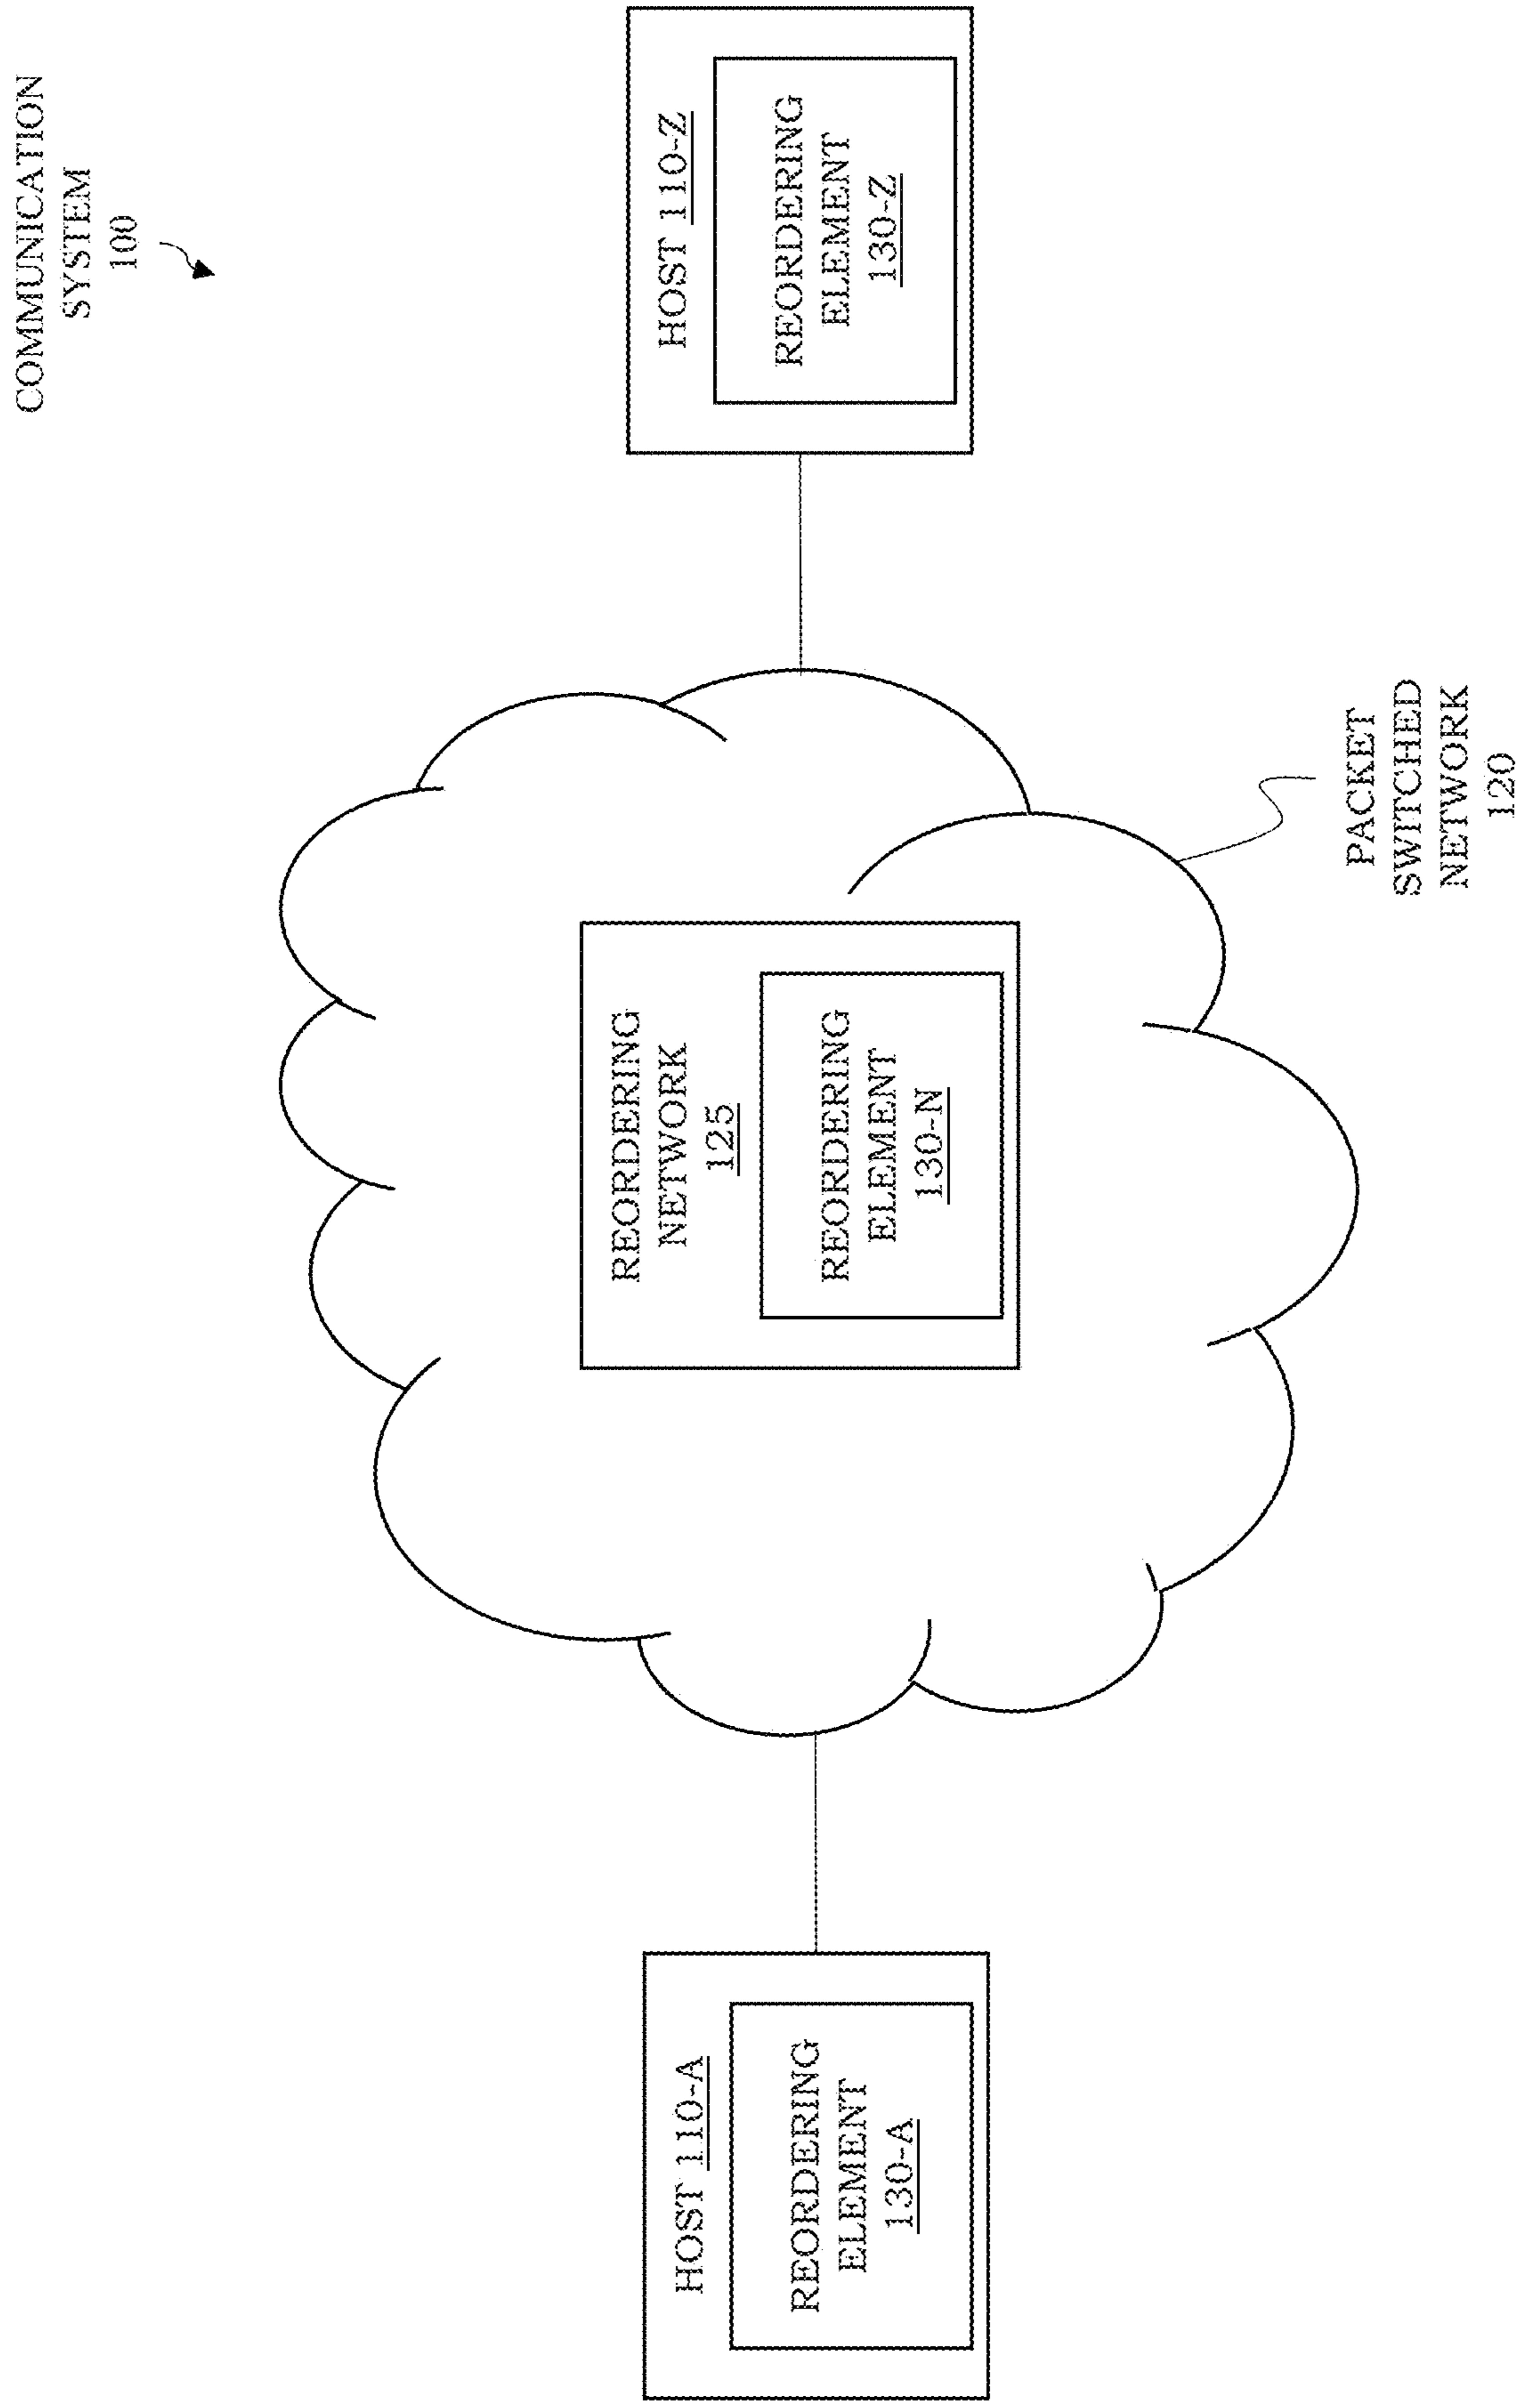 COMMUNICATION
SYSTEM
100
HOST 110-A
REORDERING
ELEMENT
130-A
REORDERING
NETWORK
125
REORDERING
ELEMENT
130-N
HOST 110-Z
REORDERING
ELEMENT
130-Z
PACKET
SWITCHED
NETWORK
120